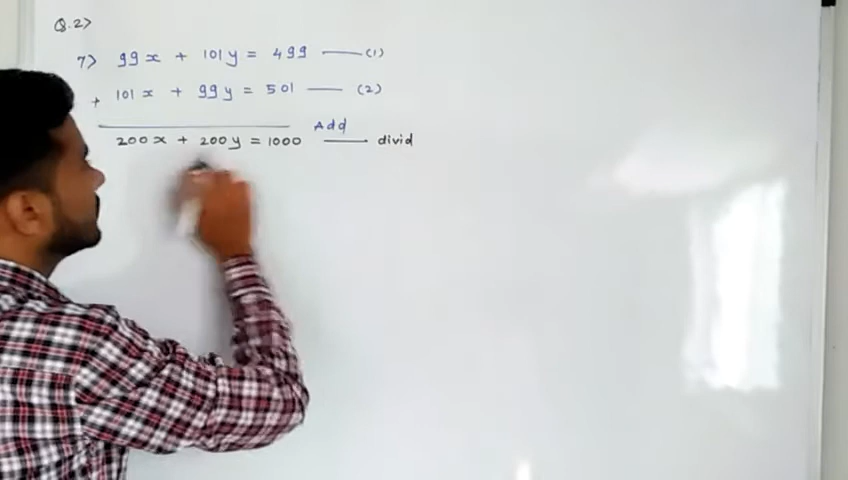 Q.2>
7> 99x + 101y = 499 —— (1)
+ 101x + 99y = 501 —— (2)
Add
200x + 200y = 1000 —— divid